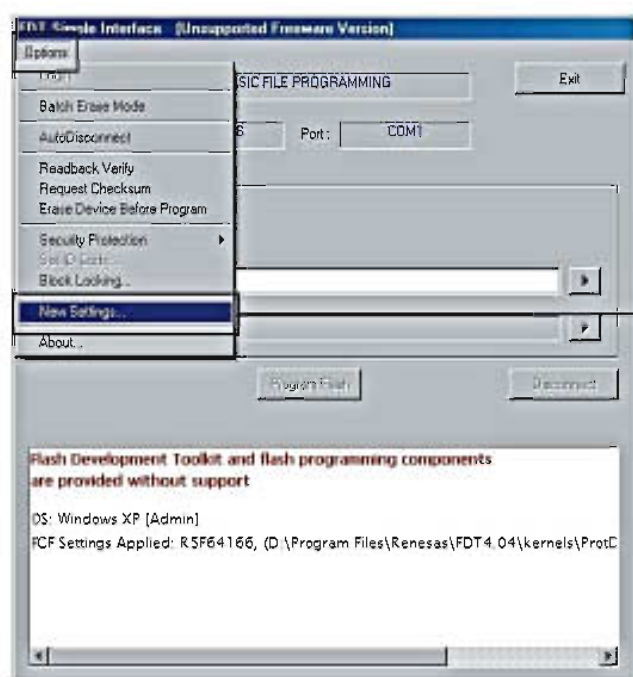 FDT Simple Interface (Unsupported Freeware Version)
Options
SIC FILE PROGRAMMING
Exit
Batch Erase Mode
AutoDisconnect
6 Port: COM1
Readback Verify
Request Checksum
Erase Device Before Program
Security Protection
Block Locking...
New Settings...
About...
Program Flash
Disconnect
Flash Development Toolkit and flash programming components
are provided without support
OS: Windows XP [Admin]
FCF Settings Applied: R5F64166, (D:\Program Files\Renesas\FDT4.04\kernels\ProtD